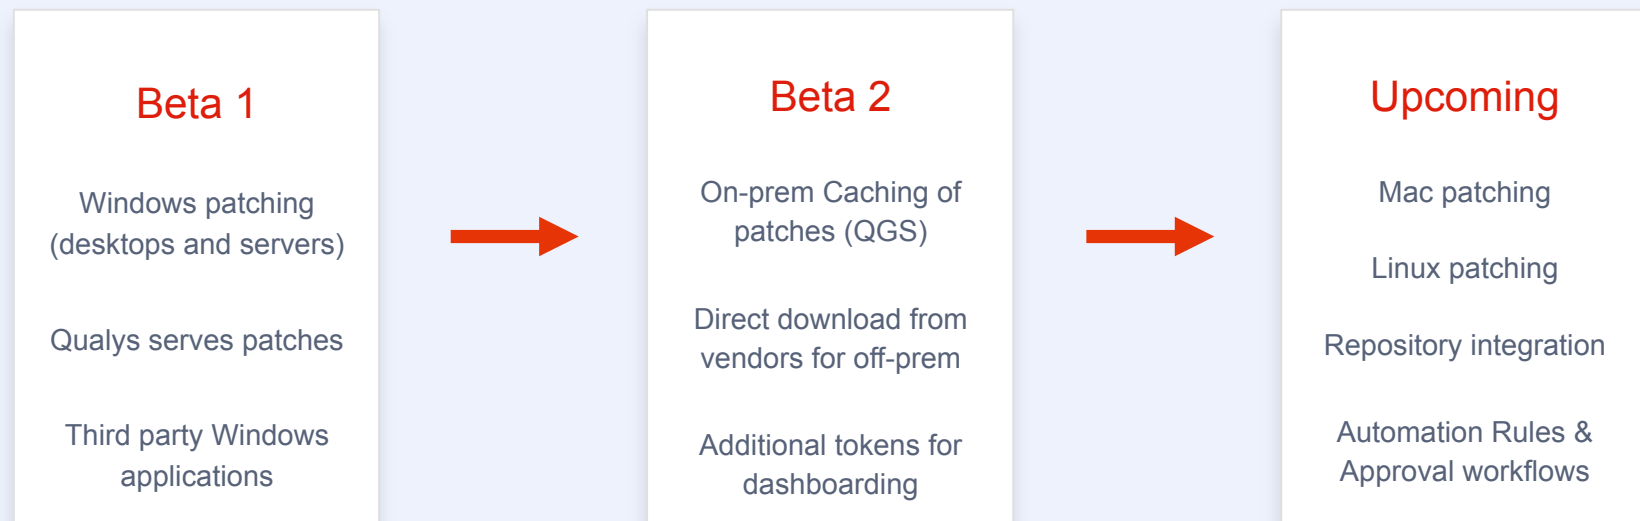 Beta 1
Windows patching
(desktops and servers)
Qualys serves patches
Third party Windows
applications
Beta 2
On-prem Caching of
patches (QGS)
Direct download from
vendors for off-prem
Additional tokens for
dashboarding
Upcoming
Mac patching
Linux patching
Repository integration
Automation Rules &
Approval workflows